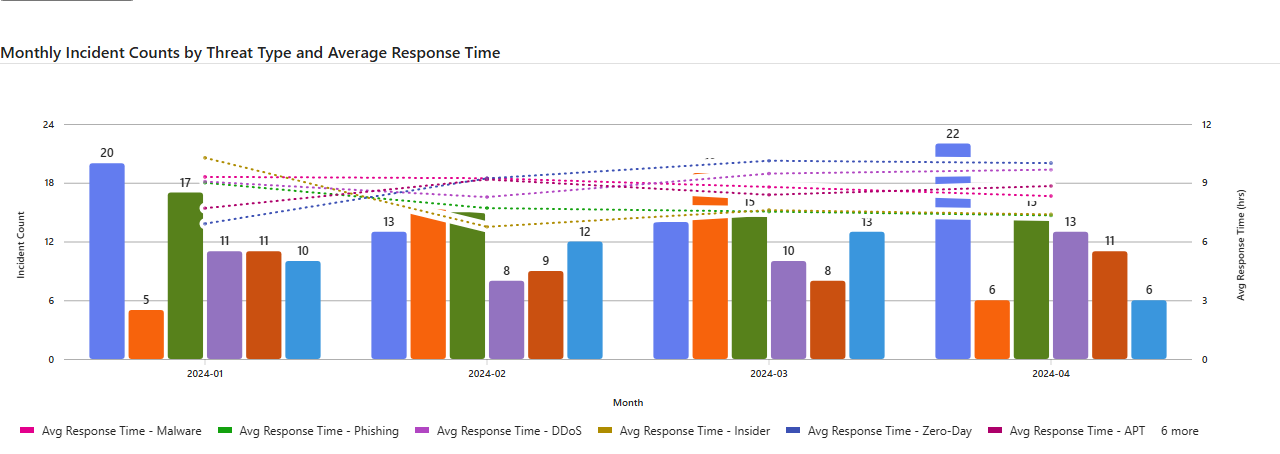 Monthly Incident Counts by Threat Type and Average Response Time
24
18
12
6
0
Incident Count
12
9
6
3
0
Avg Response Time (hrs)
20
5
17
11
11
10
13
8
9
12
10
8
13
22
6
13
11
6
2024-01
2024-02
2024-03
2024-04
Month
Avg Response Time - Malware
Avg Response Time - Phishing
Avg Response Time - DDoS
Avg Response Time - Insider
Avg Response Time - Zero-Day
Avg Response Time - APT
6 more